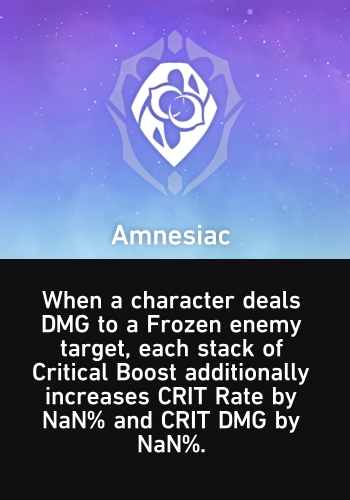 Amnesiac
When a character deals
DMG to a Frozen enemy
target, each stack of
Critical Boost additionally
increases CRIT Rate by
NaN% and CRIT DMG by
NaN%.